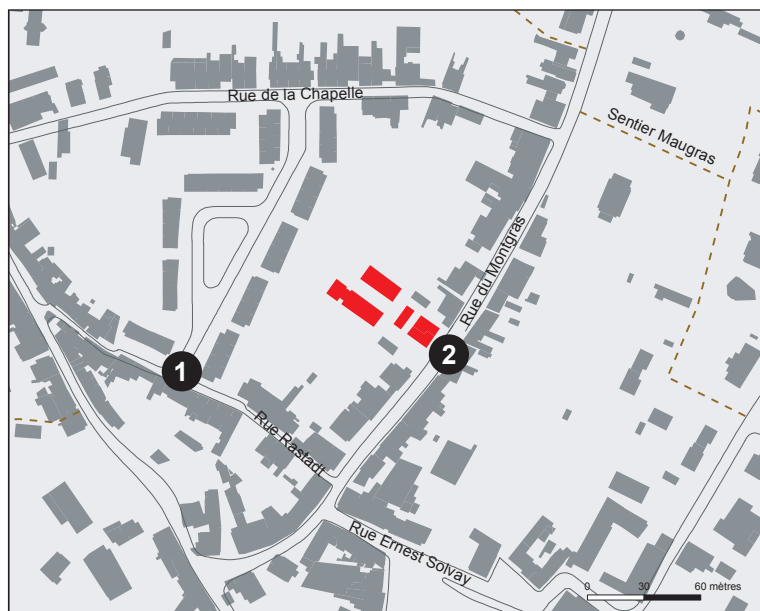 Rue de la Chapelle
Sentier Maugras
Rue du Montgras
1
2
Rue Rastadt
Rue Ernest Solvay
0 30 60 mètres